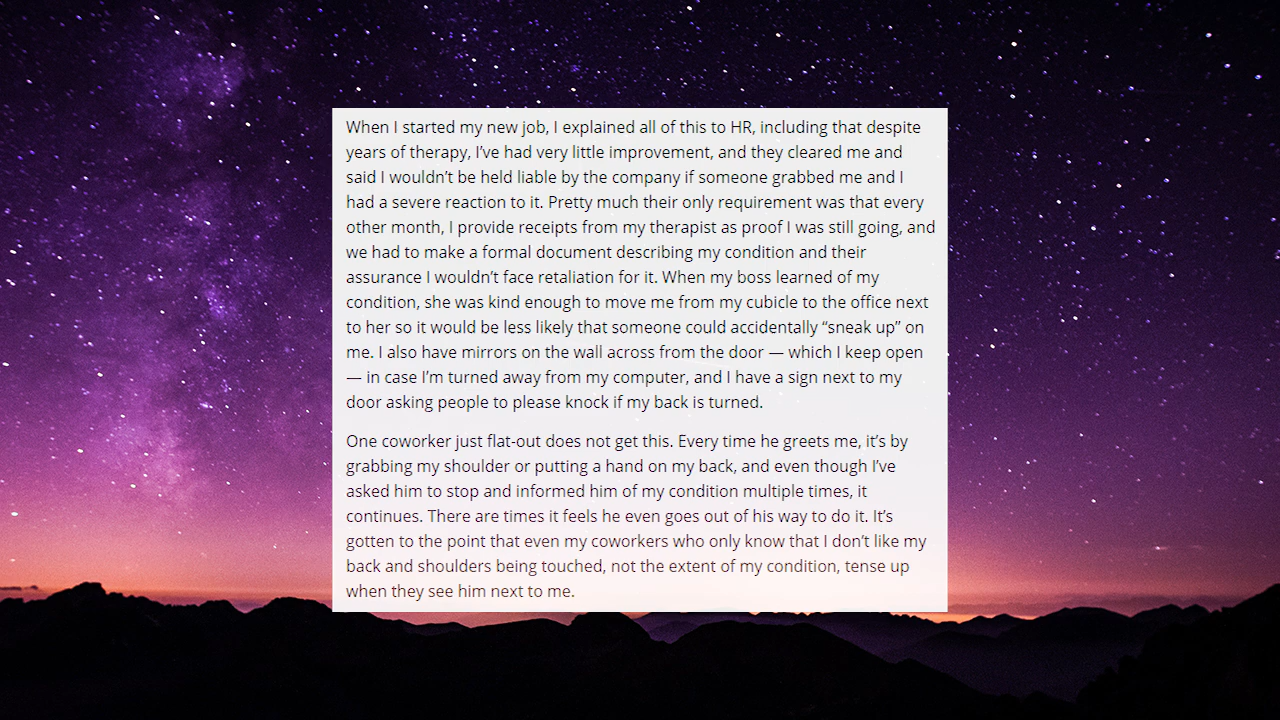 When I started my new job, I explained all of this to HR, including that despite
years of therapy, I’ve had very little improvement, and they cleared me and
said I wouldn’t be held liable by the company if someone grabbed me and I
had a severe reaction to it. Pretty much their only requirement was that every
other month, I provide receipts from my therapist as proof I was still going, and
we had to make a formal document describing my condition and their
assurance I wouldn’t face retaliation for it. When my boss learned of my
condition, she was kind enough to move me from my cubicle to the office next
to her so it would be less likely that someone could accidentally “sneak up” on
me. I also have mirrors on the wall across from the door — which I keep open
— in case I’m turned away from my computer, and I have a sign next to my
door asking people to please knock if my back is turned.
One coworker just flat-out does not get this. Every time he greets me, it’s by
grabbing my shoulder or putting a hand on my back, and even though I’ve
asked him to stop and informed him of my condition multiple times, it
continues. There are times it feels he even goes out of his way to do it. It’s
gotten to the point that even my coworkers who only know that I don’t like my
back and shoulders being touched, not the extent of my condition, tense up
when they see him next to me.